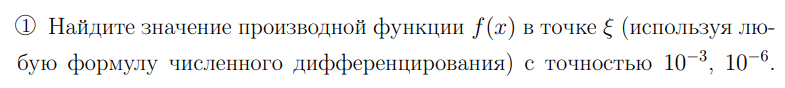 ① Найдите значение производной функции f(x) в точке ξ (используя лю-
бую формулу численного дифференцирования) с точностью 10⁻³, 10⁻⁶.